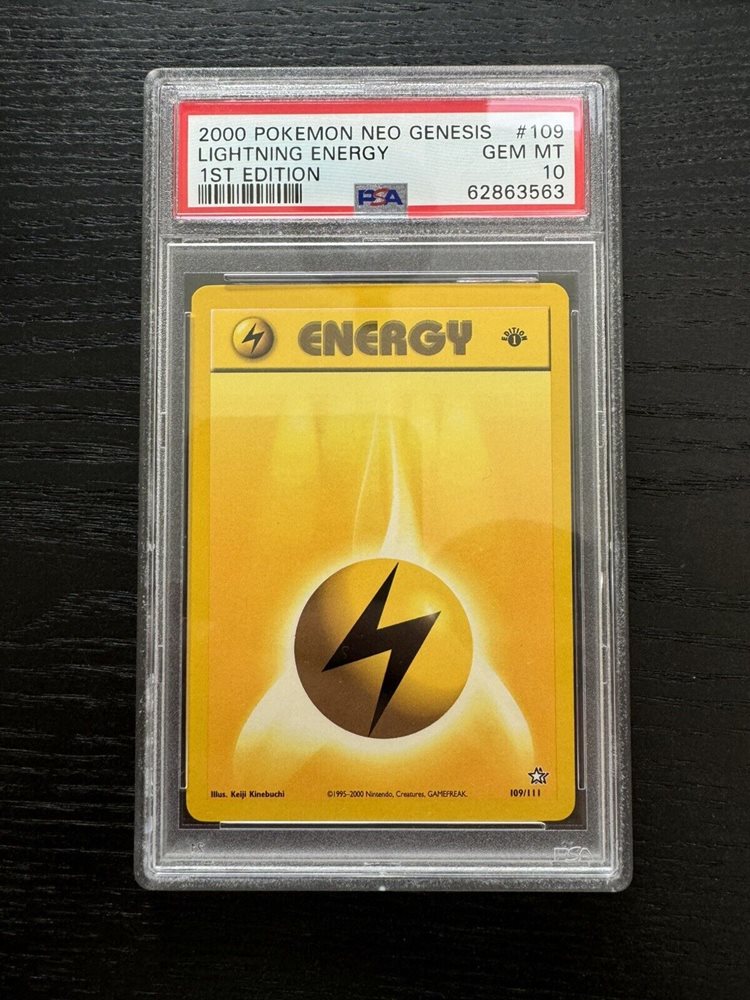 2000 POKEMON NEO GENESIS #109
LIGHTNING ENERGY GEM MT
1ST EDITION 10
PSA 62863563
ENERGY
EDITION
1
Illus. Keiji Kinebuchi ©1995-2000 Nintendo, Creatures, GAMEFREAK. 109/111
PSA